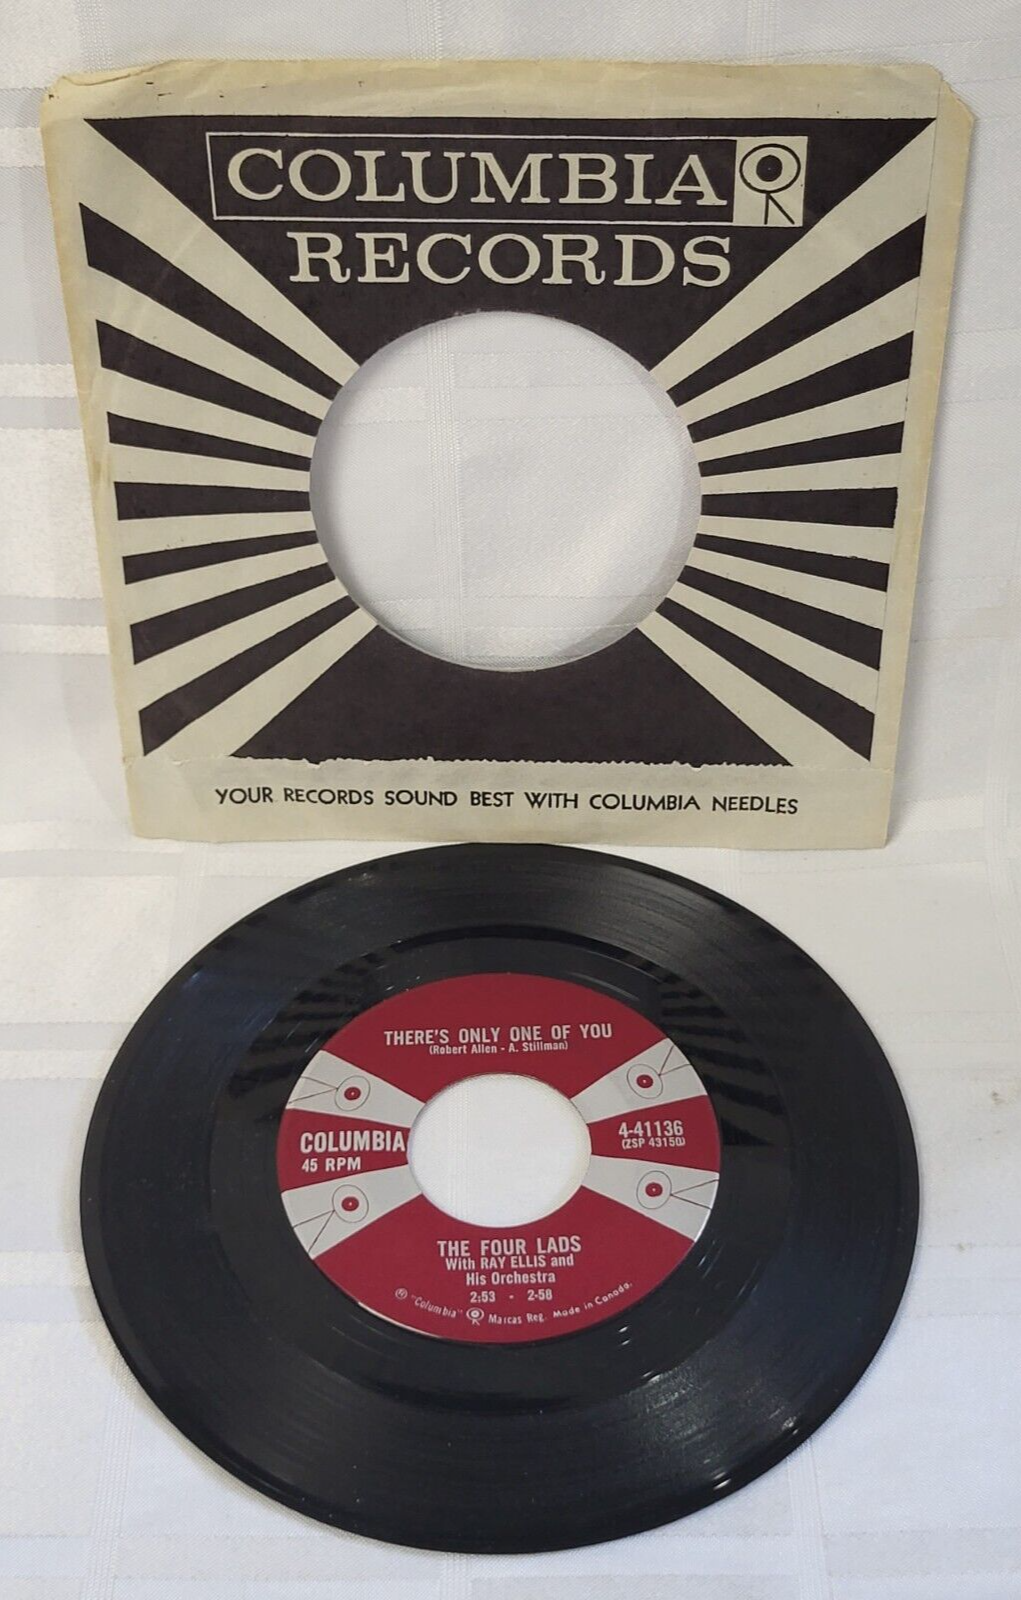 COLUMBIA
RECORDS
YOUR RECORDS SOUND BEST WITH COLUMBIA NEEDLES
THERE'S ONLY ONE OF YOU
(Robert Allen - A. Stillman)
COLUMBIA
45 RPM
4-41136
(ZSP 43150)
THE FOUR LADS
With RAY ELLIS and
His Orchestra
2:53 - 2-58
® "Columbia" Marcas Reg. Made in Canada.